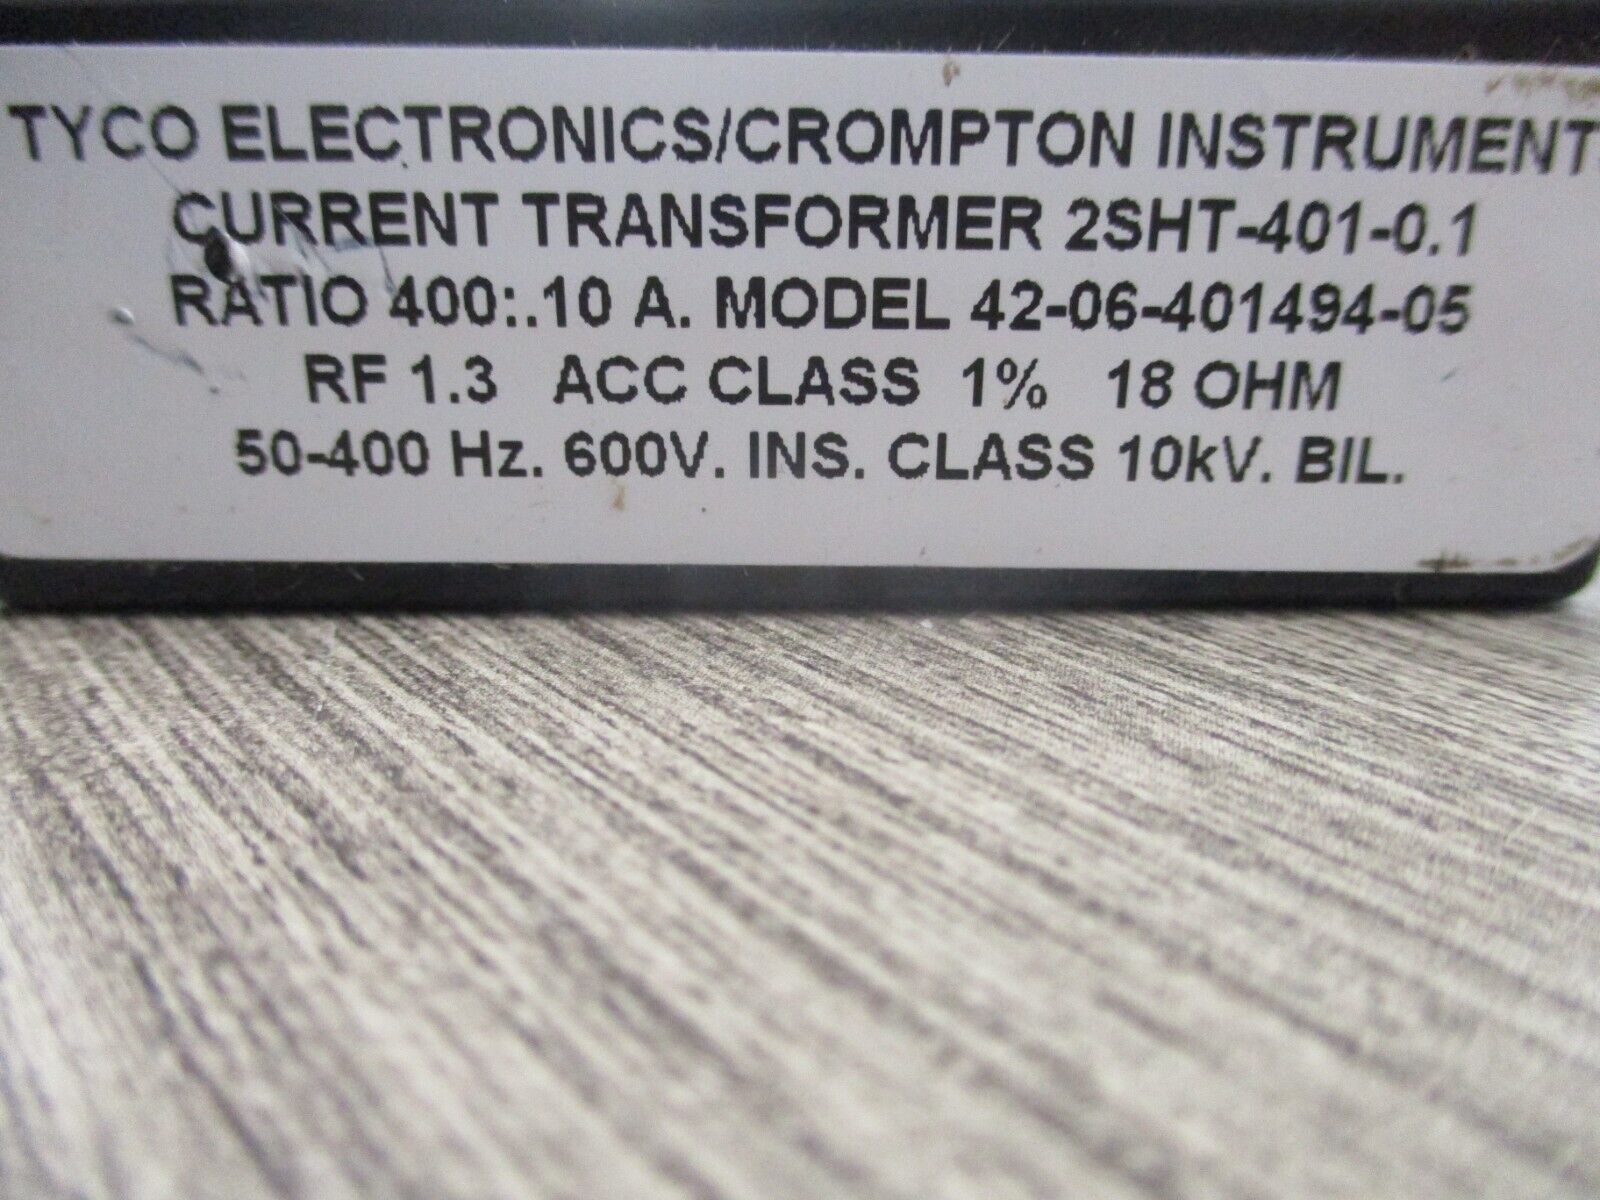 TYCO ELECTRONICS/CROMPTON INSTRUMENT
CURRENT TRANSFORMER 2SHT-401-0.1
RATIO 400:.10 A. MODEL 42-06-401494-05
RF 1.3 ACC CLASS 1% 18 OHM
50-400 Hz. 600V. INS. CLASS 10kV. BIL.